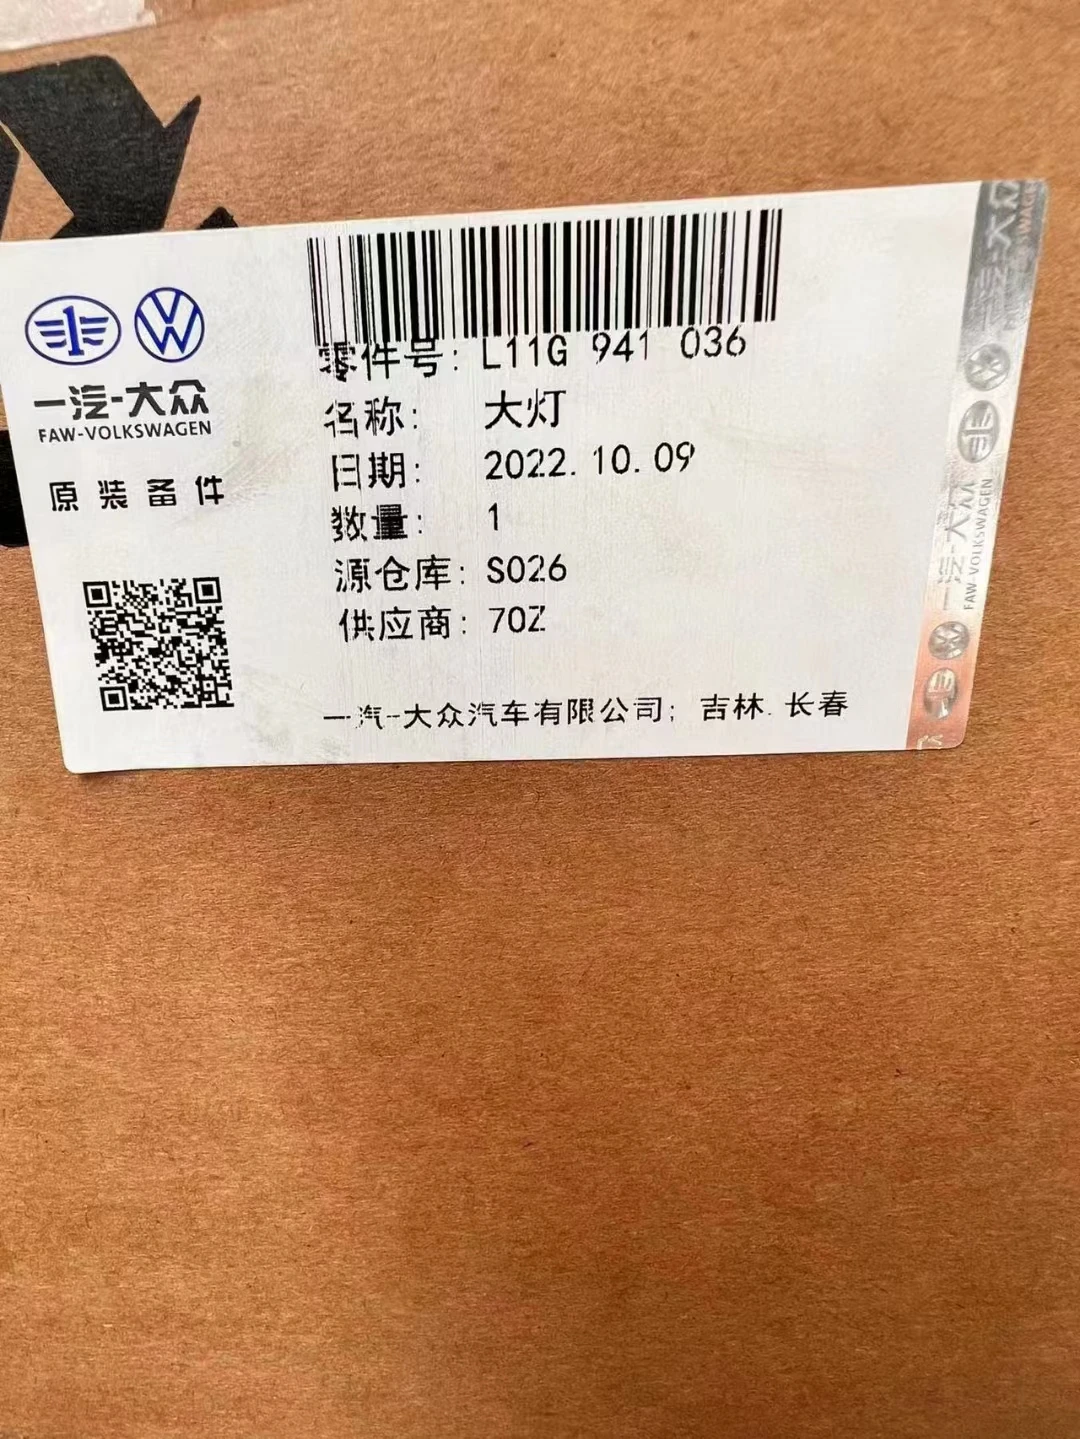 一汽-大众
FAW-VOLKSWAGEN
原装备件
零件号: L11G 941 036
名称: 大灯
日期: 2022.10.09
数量: 1
源仓库: S026
供应商: 70Z
一汽-大众汽车有限公司; 吉林.长春
一汽-大众
FAW-VOLKSWAGEN